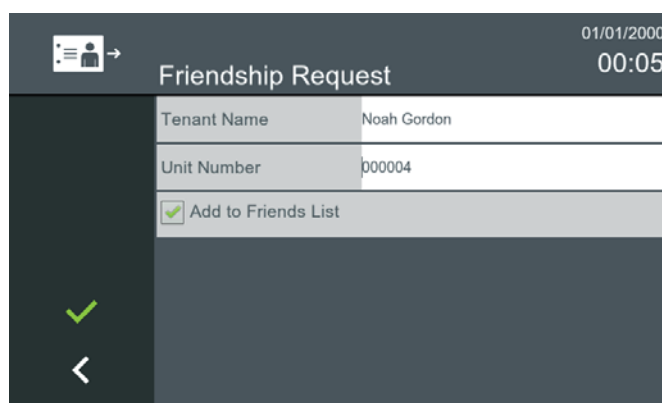 01/01/2000
00:05
Friendship Request
Tenant Name Noah Gordon
Unit Number 000004
Add to Friends List